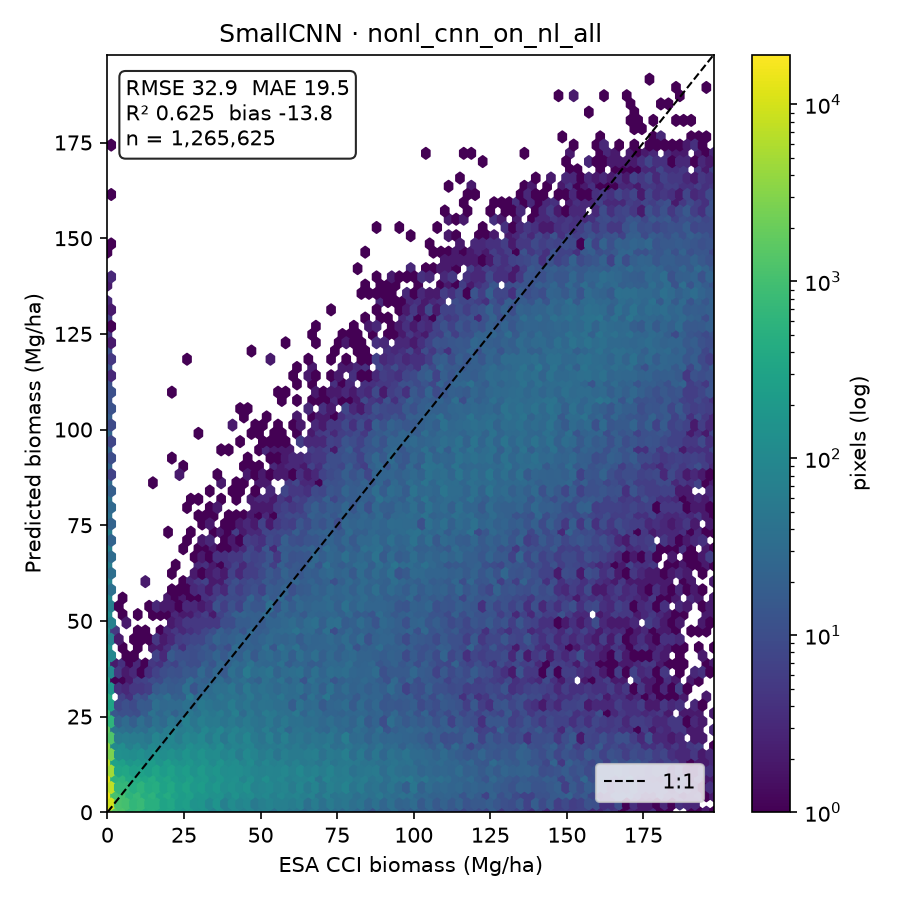 SmallCNN · nonl_cnn_on_nl_all
RMSE 32.9 MAE 19.5
R² 0.625 bias -13.8
n = 1,265,625
175
150
125
100
75
50
25
0
Predicted biomass (Mg/ha)
0 25 50 75 100 125 150 175
ESA CCI biomass (Mg/ha)
1:1
10⁴
10³
10²
10¹
10⁰
pixels (log)